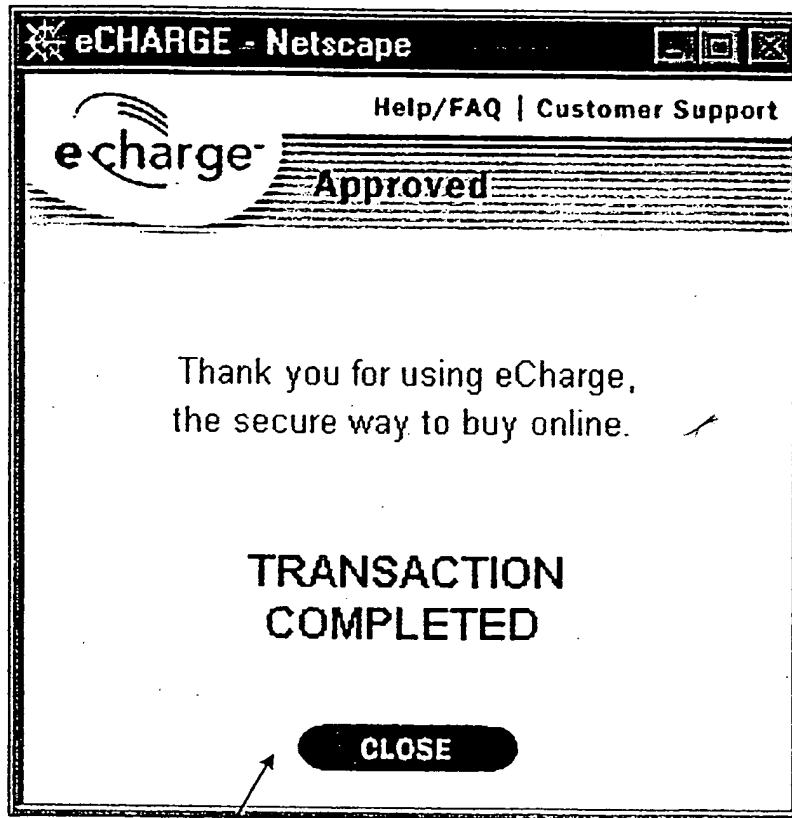 eCHARGE - Netscape
Help/FAQ | Customer Support
echarge
Approved
Thank you for using eCharge,
the secure way to buy online.
TRANSACTION
COMPLETED
CLOSE